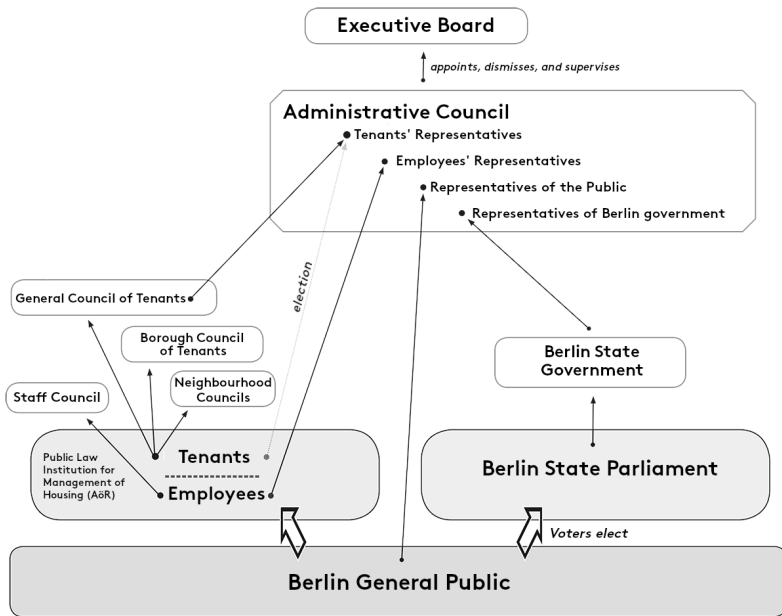 Executive Board
appoints, dismisses, and supervises
Administrative Council
Tenants' Representatives
Employees' Representatives
Representatives of the Public
Representatives of Berlin government
election
General Council of Tenants
Borough Council
of Tenants
Neighbourhood
Councils
Staff Council
Berlin State
Government
Public Law
Institution for
Management of
Housing (AöR)
Tenants
Employees
Berlin State Parliament
Voters elect
Berlin General Public